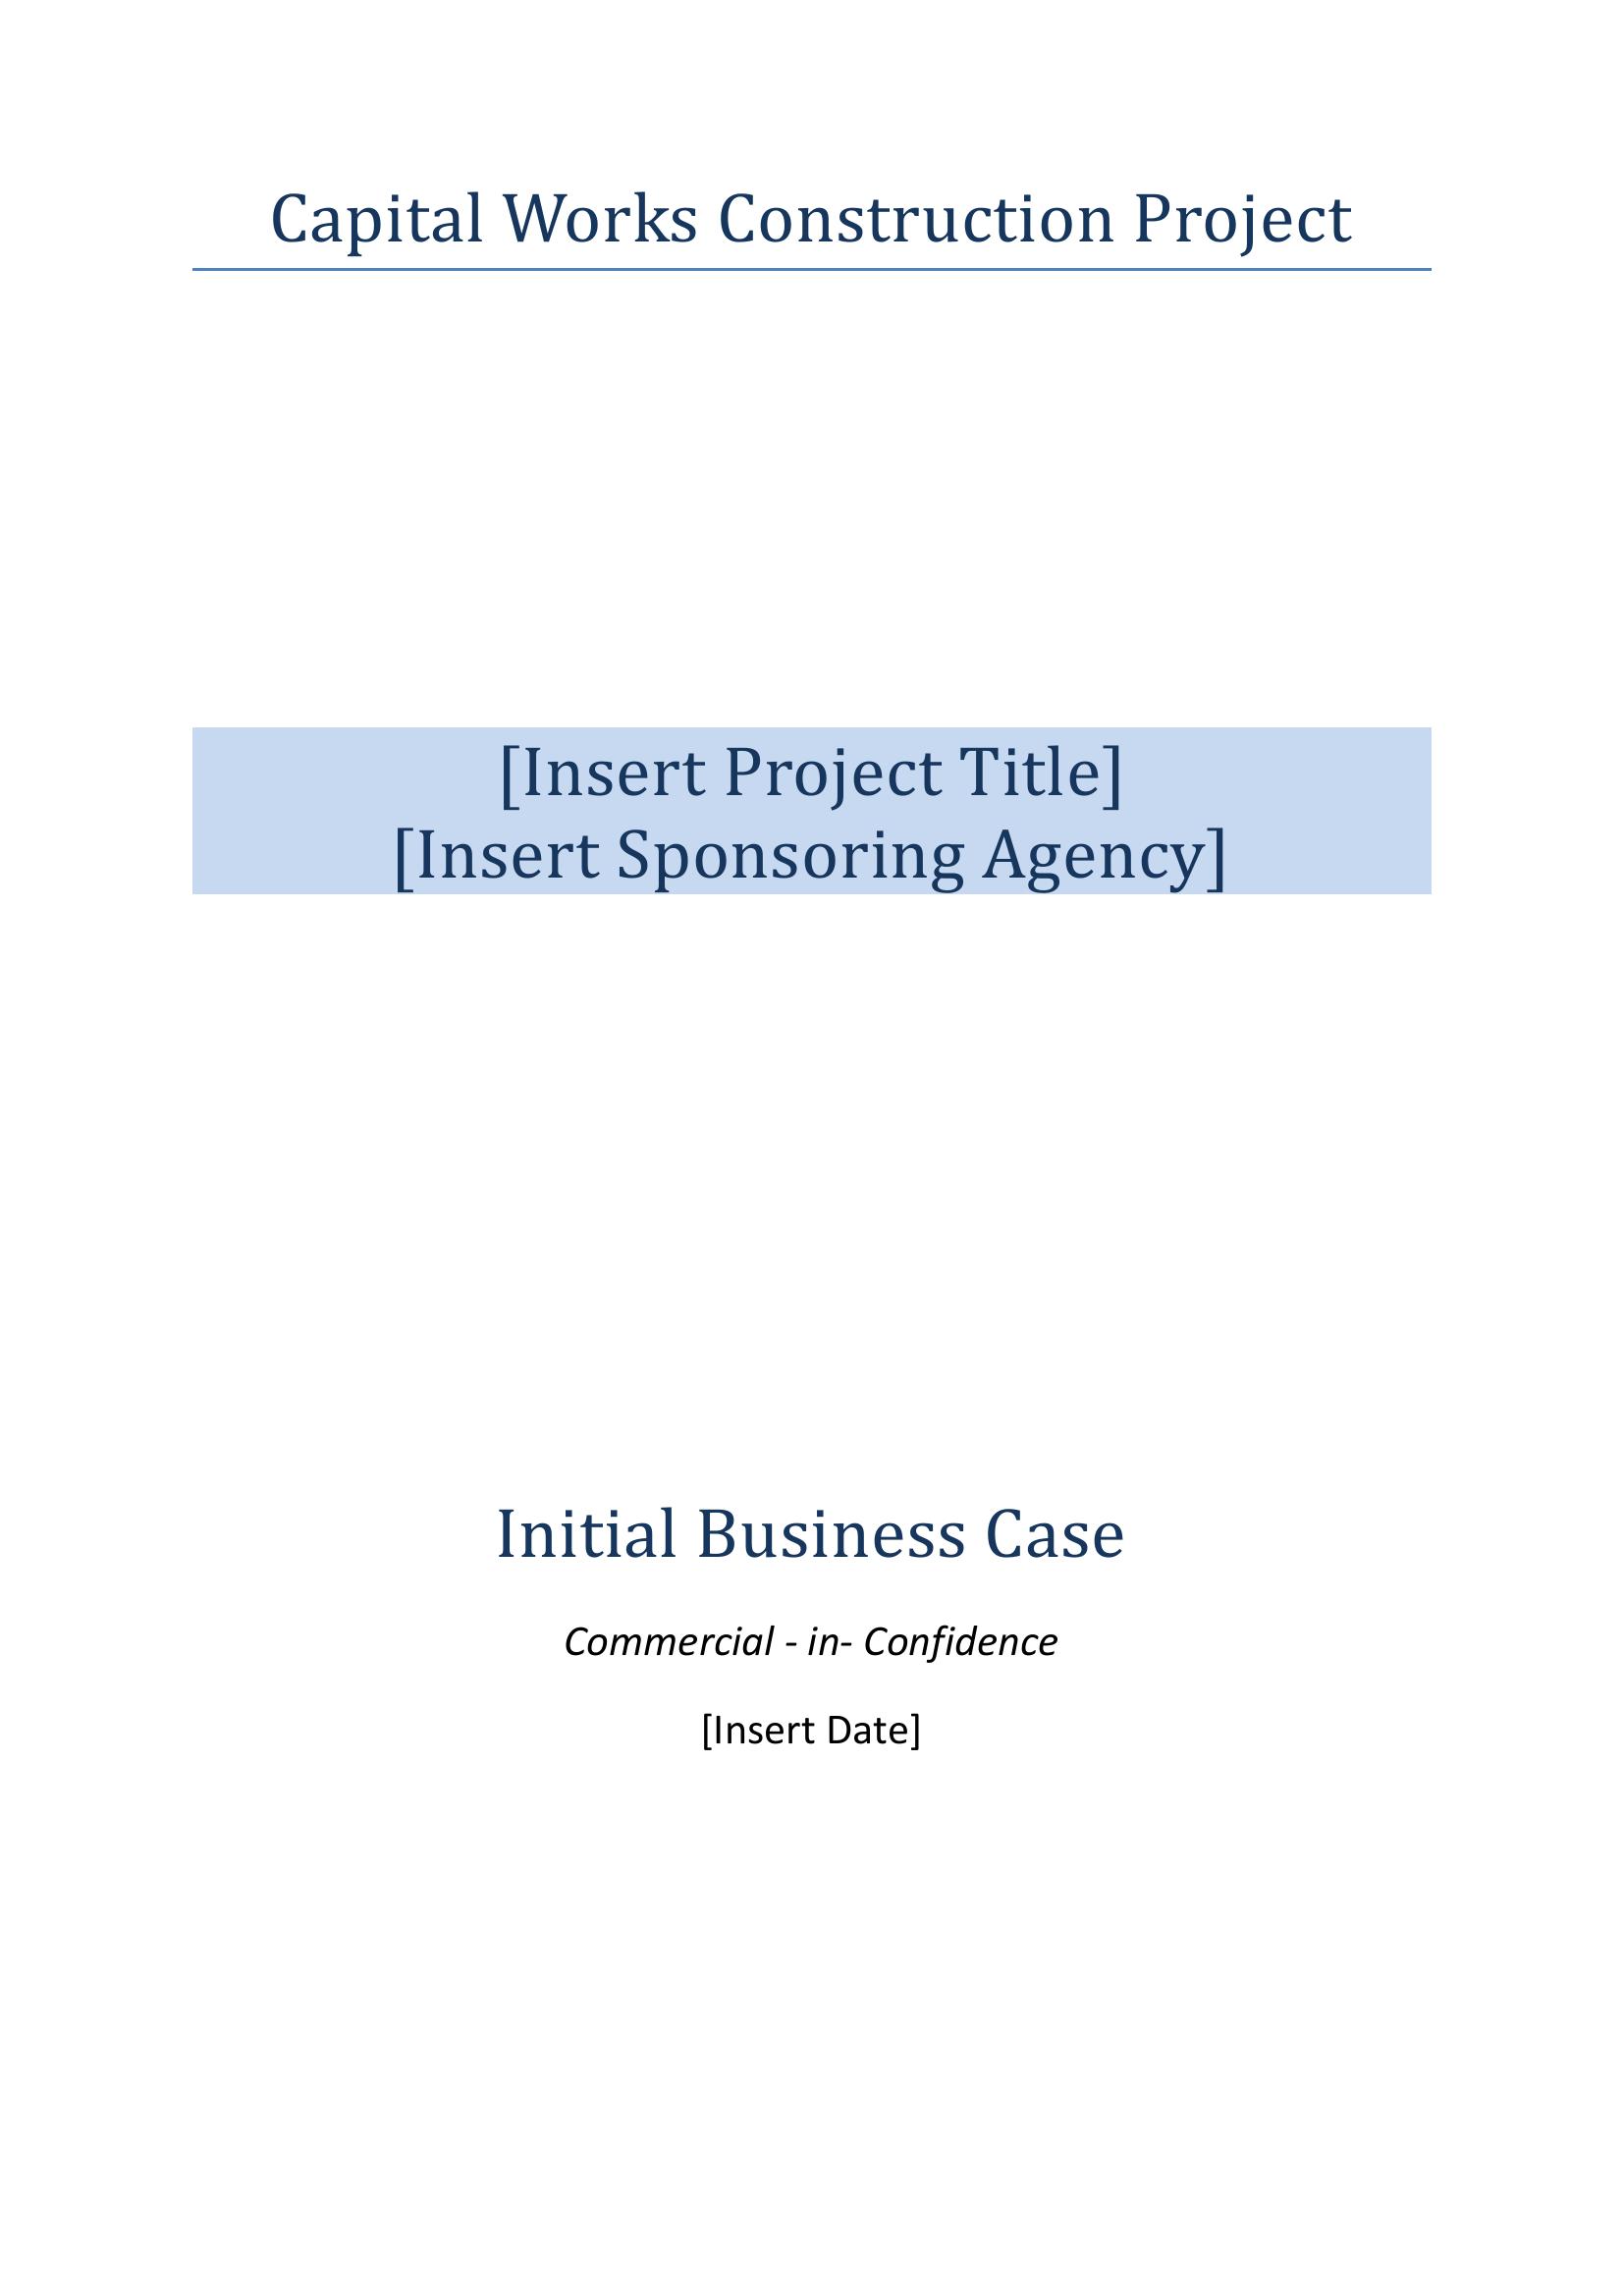 Capital Works Construction Project
[Insert Project Title]
[Insert Sponsoring Agency]
Initial Business Case
Commercial - in- Confidence
[Insert Date]